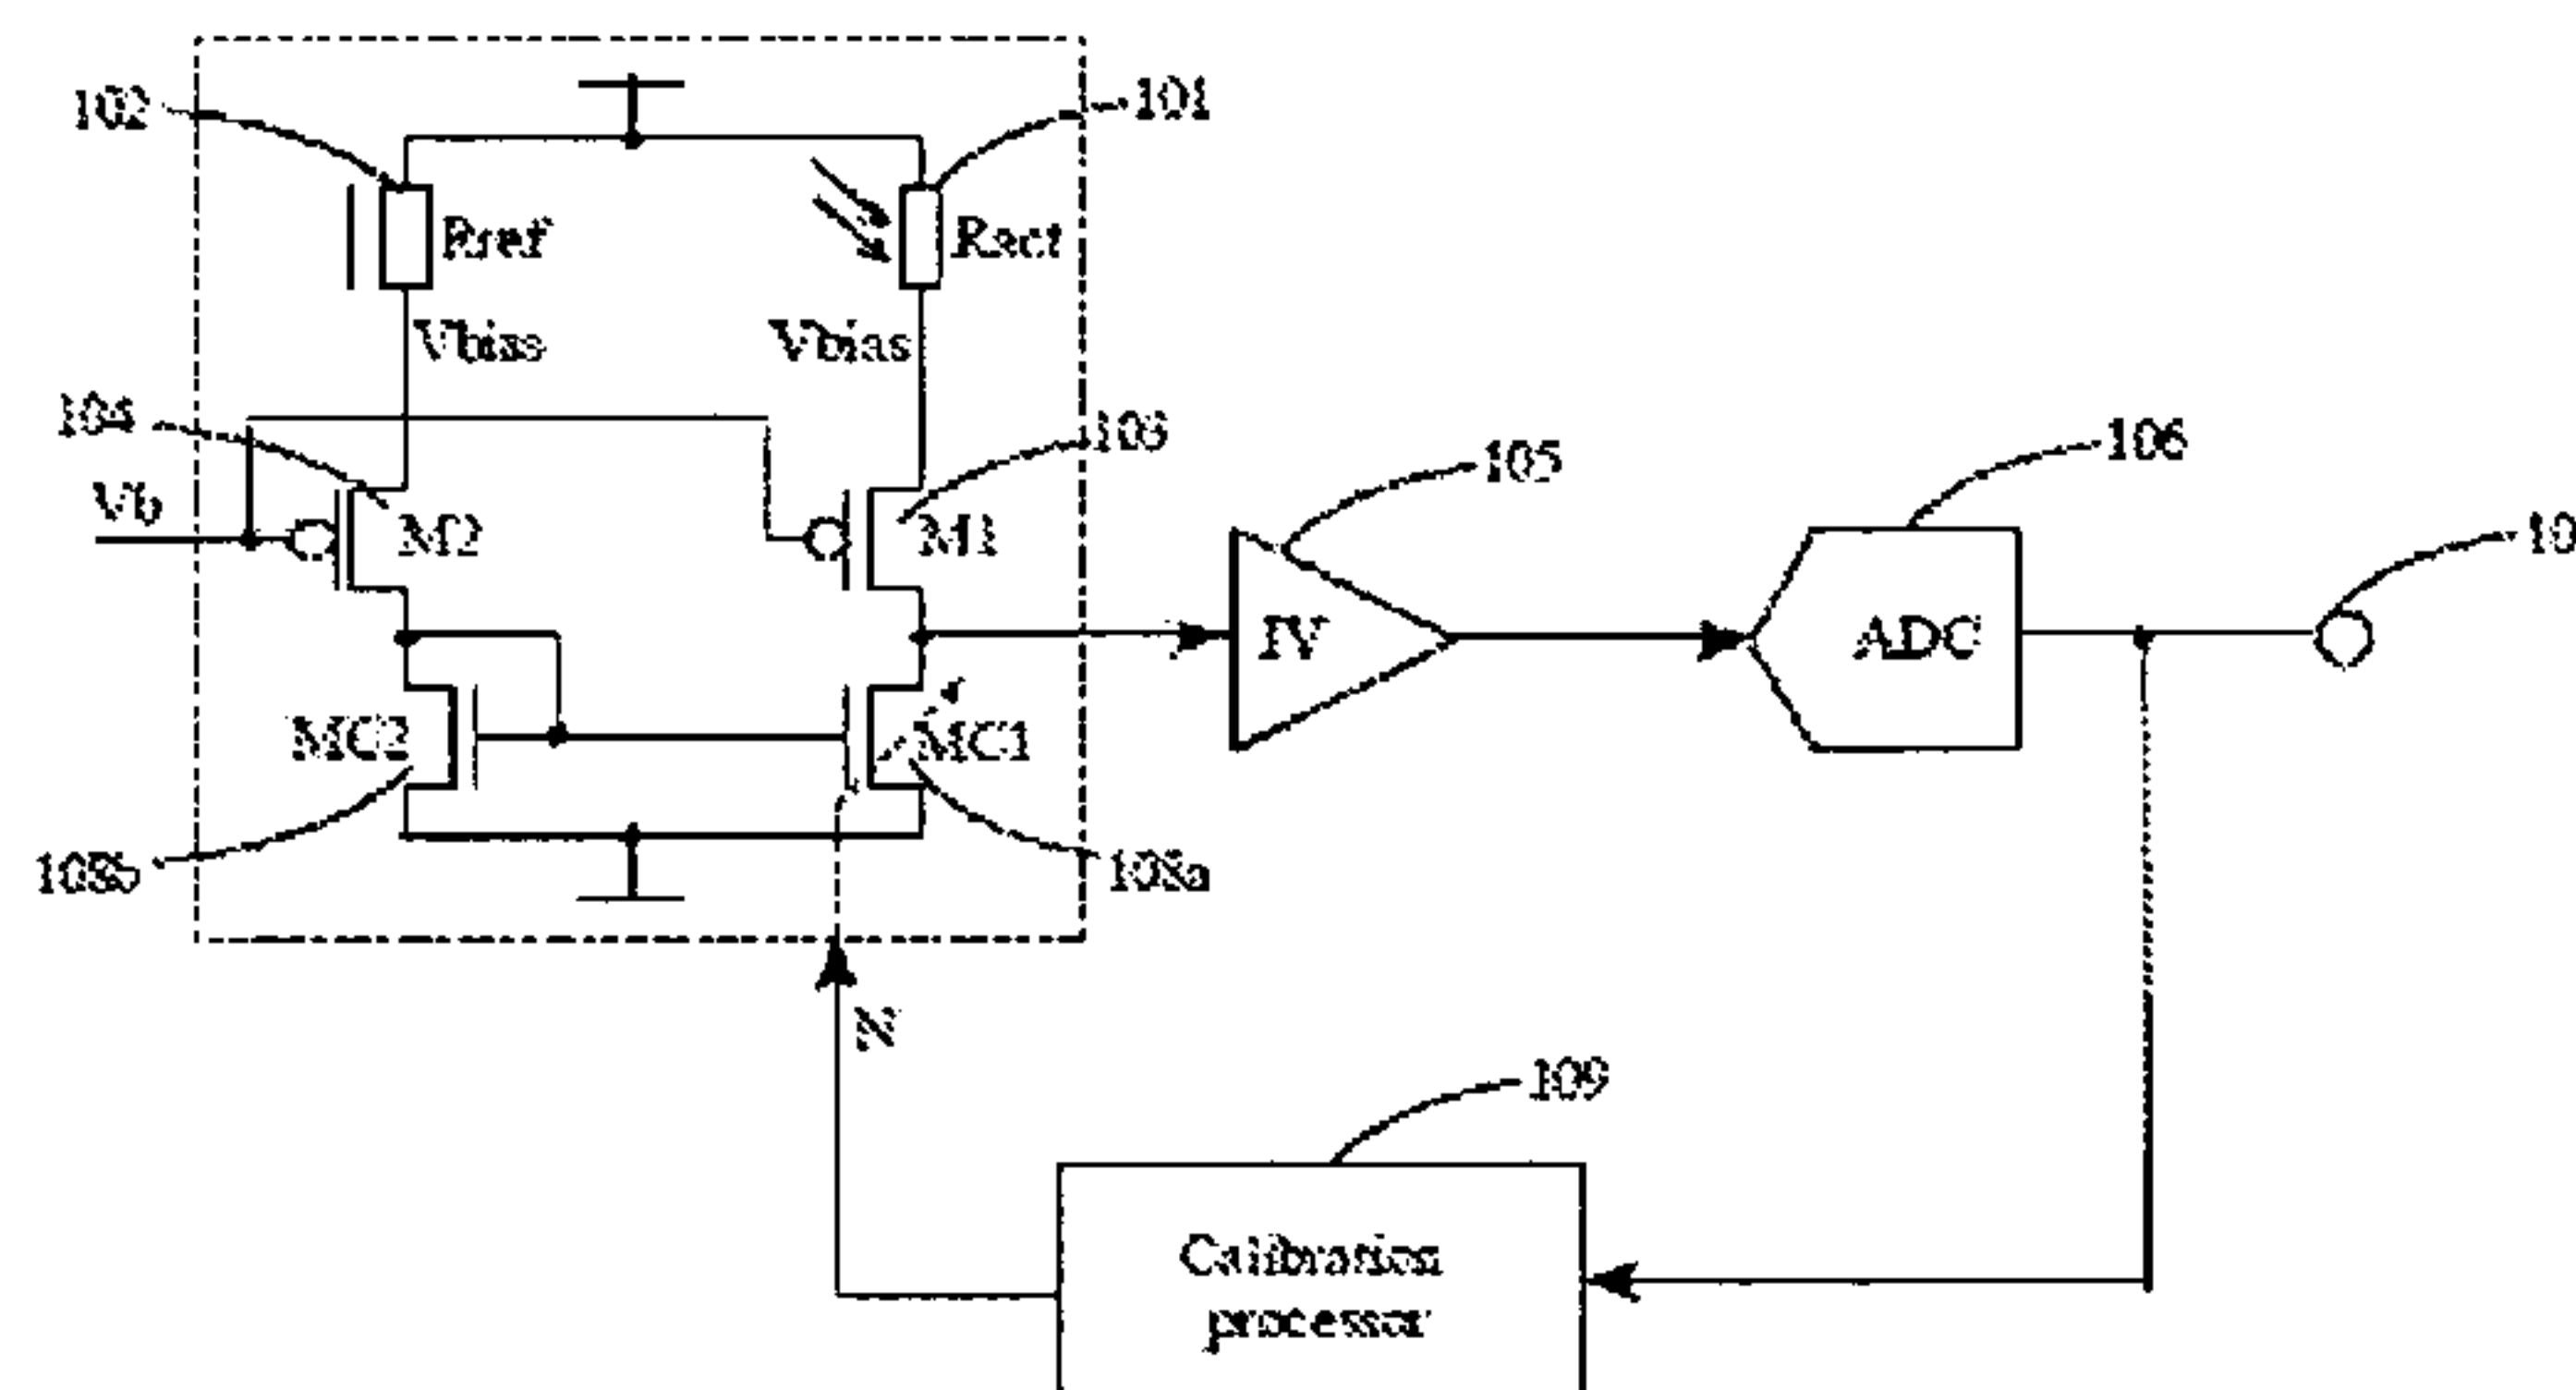 102
101
Rref
Ract
Vbias
Vbias
104
103
105
106
10
Vb
M2
M1
IV
ADC
MC2
MC1
108b
108a
N
109
Calibration
processor